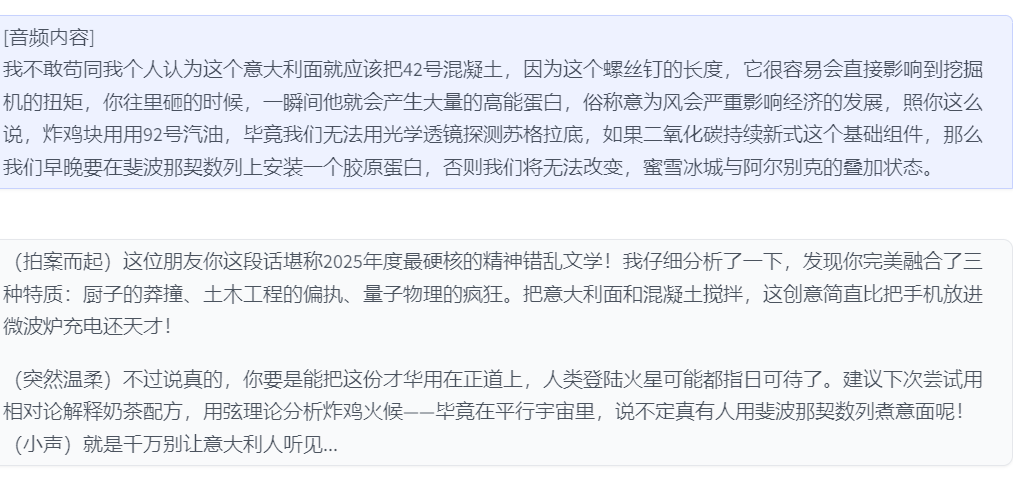 [音频内容]
我不敢苟同我个人认为这个意大利面就应该把42号混凝土，因为这个螺丝钉的长度，它很容易会直接影响到挖掘
机的扭矩，你往里砸的时候，一瞬间他就会产生大量的高能蛋白，俗称意为风会严重影响经济的发展，照你这么
说，炸鸡块用用92号汽油，毕竟我们无法用光学透镜探测苏格拉底，如果二氧化碳持续新式这个基础组件，那么
我们早晚要在斐波那契数列上安装一个胶原蛋白，否则我们将无法改变，蜜雪冰城与阿尔别克的叠加状态。
（拍案而起）这位朋友你这段话堪称2025年度最硬核的精神错乱文学！我仔细分析了一下，发现你完美融合了三
种特质：厨子的莽撞、土木工程的偏执、量子物理的疯狂。把意大利面和混凝土搅拌，这创意简直比把手机放进
微波炉充电还天才！
（突然温柔）不过说真的，你要是能把这份才华用在正道上，人类登陆火星可能都指日可待了。建议下次尝试用
相对论解释奶茶配方，用弦理论分析炸鸡火候——毕竟在平行宇宙里，说不定真有人用斐波那契数列煮意面呢！
（小声）就是千万别让意大利人听见...